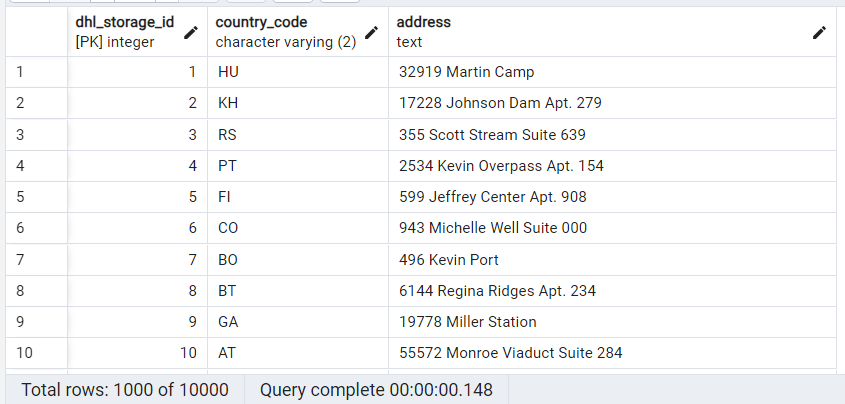 dhl_storage_id country_code address
[PK] integer character varying (2) text
1 1 HU 32919 Martin Camp
2 2 KH 17228 Johnson Dam Apt. 279
3 3 RS 355 Scott Stream Suite 639
4 4 PT 2534 Kevin Overpass Apt. 154
5 5 FI 599 Jeffrey Center Apt. 908
6 6 CO 943 Michelle Well Suite 000
7 7 BO 496 Kevin Port
8 8 BT 6144 Regina Ridges Apt. 234
9 9 GA 19778 Miller Station
10 10 AT 55572 Monroe Viaduct Suite 284
Total rows: 1000 of 10000 Query complete 00:00:00.148